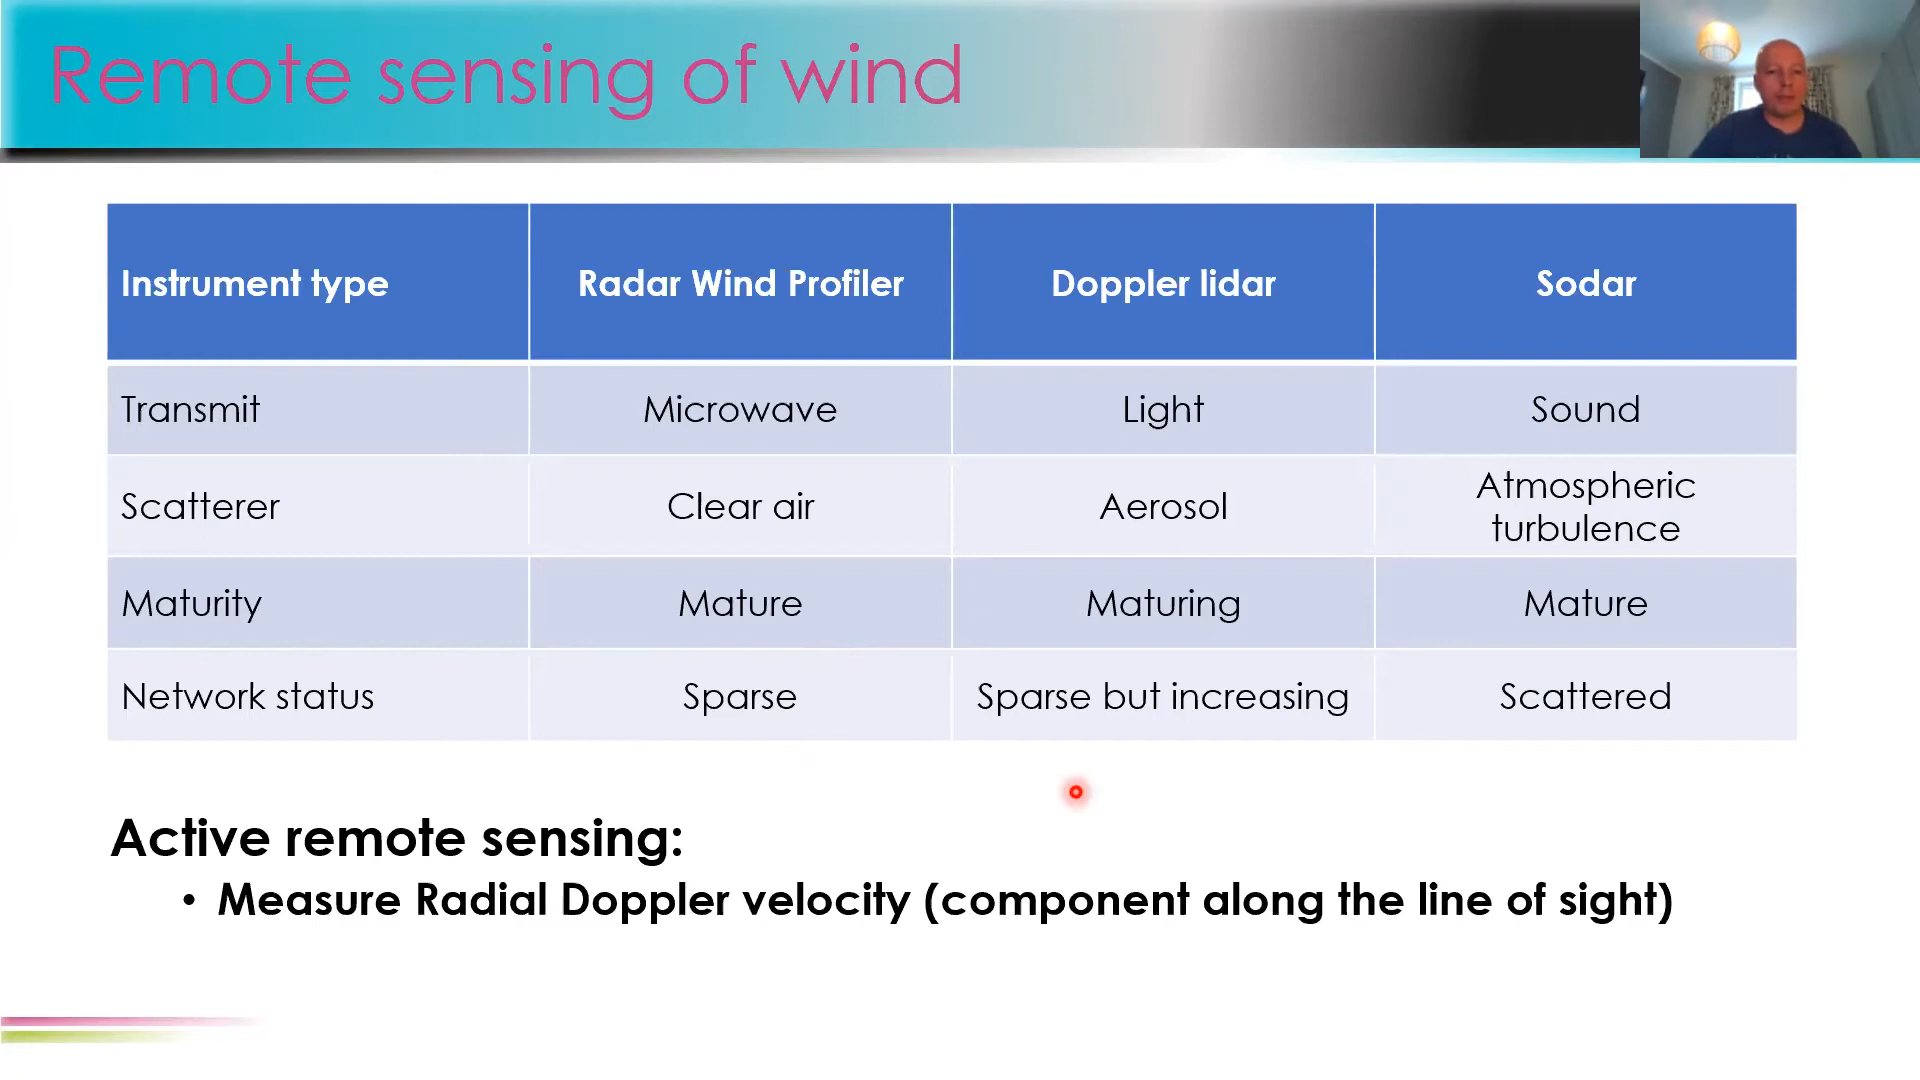 Remote sensing of wind
Instrument type Radar Wind Profiler Doppler lidar Sodar
Transmit Microwave Light Sound
Scatterer Clear air Aerosol Atmospheric
turbulence
Maturity Mature Maturing Mature
Network status Sparse Sparse but increasing Scattered
Active remote sensing:
• Measure Radial Doppler velocity (component along the line of sight)